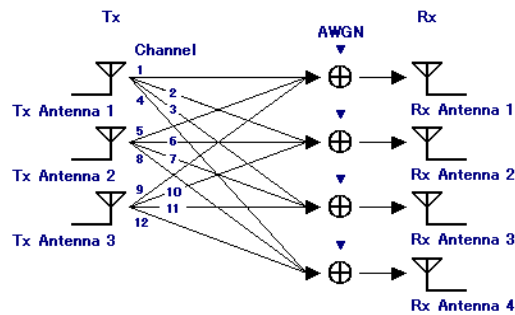 Tx
Rx
Channel
AWGN
1
2
3
4
Tx Antenna 1
Rx Antenna 1
5
6
7
8
Tx Antenna 2
Rx Antenna 2
9
10
11
12
Tx Antenna 3
Rx Antenna 3
Rx Antenna 4